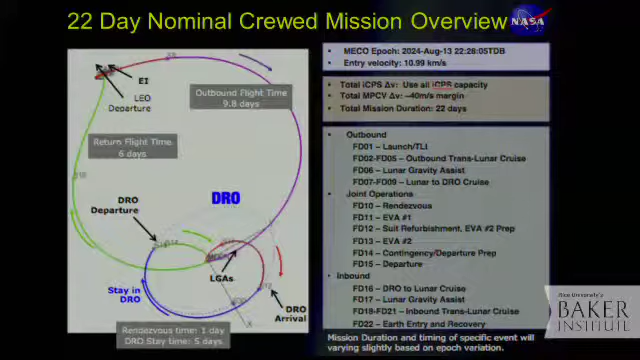 22 Day Nominal Crewed Mission Overview
NASA
EI
LEO
Departure
Outbound Flight Time
9.8 days
Return Flight Time
6 days
DRO
Departure
DRO
LGAs
Stay in
DRO
DRO
Arrival
Rendezvous time: 1 day
DRO Stay time: 5 days
• MECO Epoch: 2024-Aug-13 22:28:05TDB
• Entry velocity: 10.99 km/s
• Total iCPS Δv: Use all iCPS capacity
• Total MPCV Δv: ~40m/s margin
• Total Mission Duration: 22 days
Outbound
FD01 – Launch/TLI
FD02-FD05 - Outbound Trans-Lunar Cruise
FD06 – Lunar Gravity Assist
FD07-FD09 – Lunar to DRO Cruise
Joint Operations
FD10 – Rendezvous
FD11 – EVA #1
FD12 – Suit Refurbishment, EVA #2 Prep
FD13 – EVA #2
FD14 – Contingency/Departure Prep
FD15 – Departure
Inbound
FD16 – DRO to Lunar Cruise
FD17 – Lunar Gravity Assist
FD18-FD21 – Inbound Trans-Lunar Cruise
FD22 – Earth Entry and Recovery
Mission Duration and timing of specific event will
varying slightly based on epoch variation.
Rice University's
BAKER
INSTITUTE